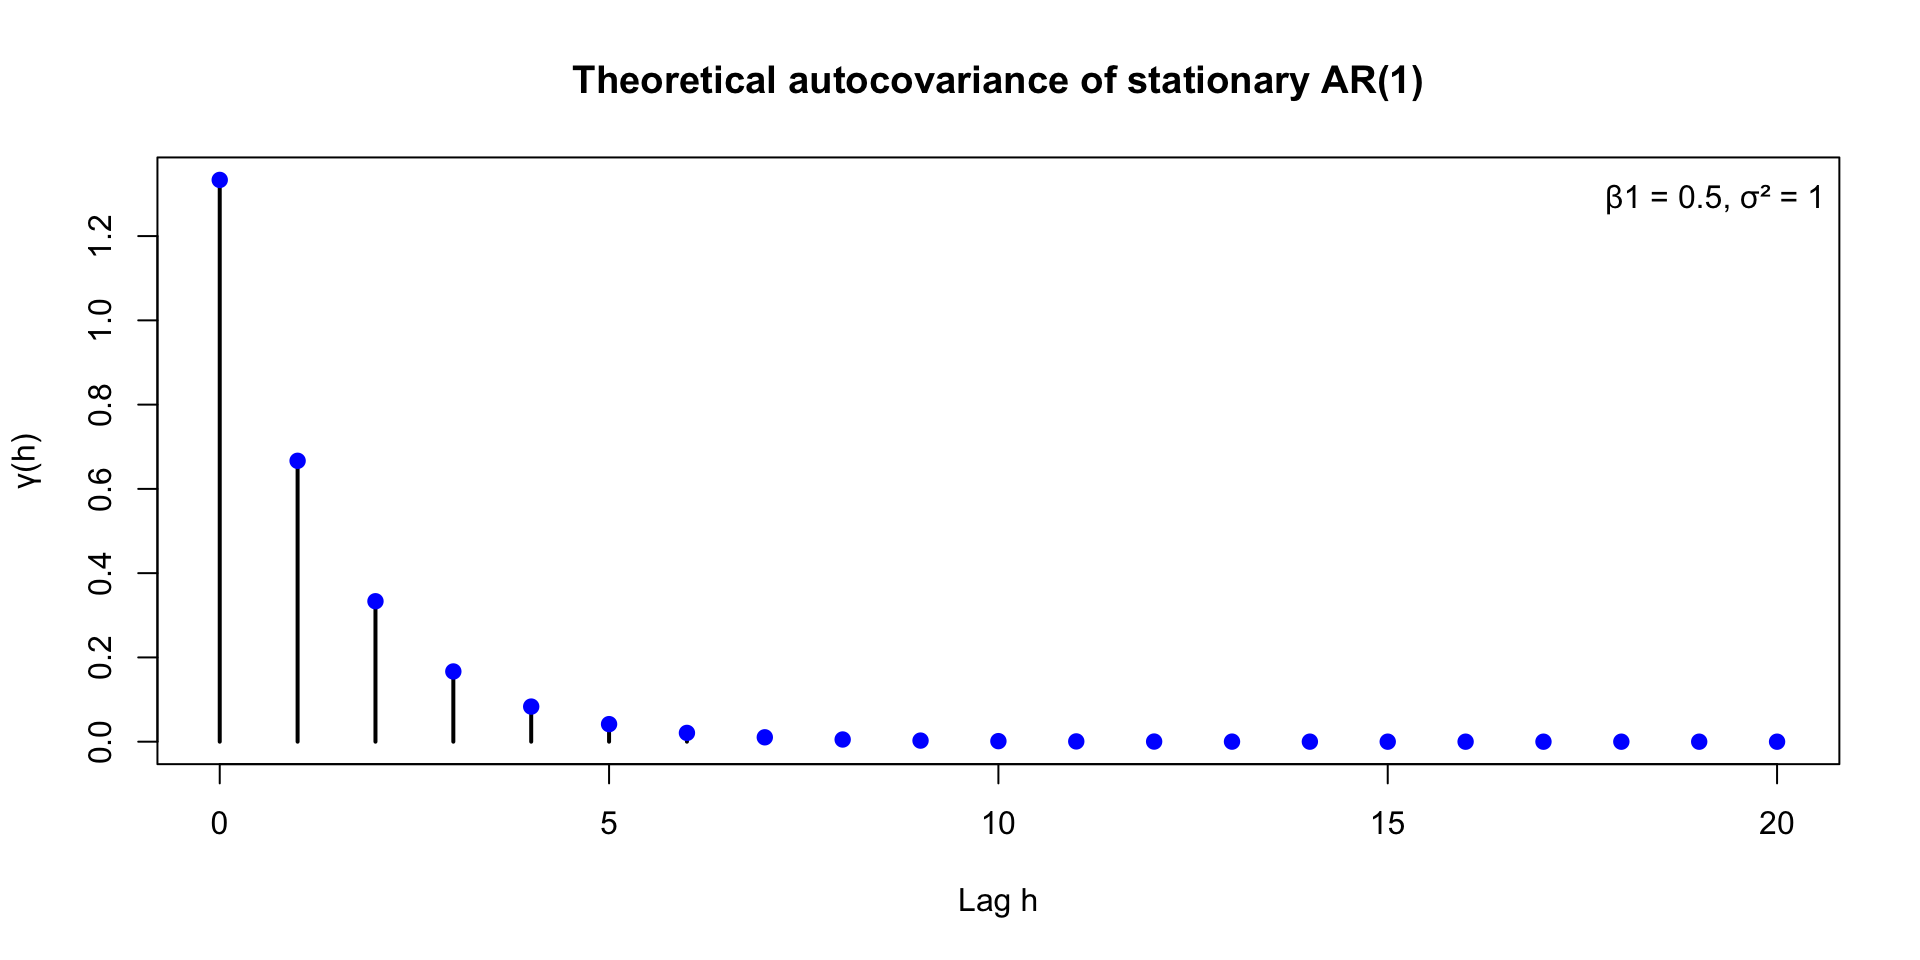 Theoretical autocovariance of stationary AR(1)
β1 = 0.5, σ² = 1
γ(h)
1.2
1.0
0.8
0.6
0.4
0.2
0.0
0 5 10 15 20
Lag h